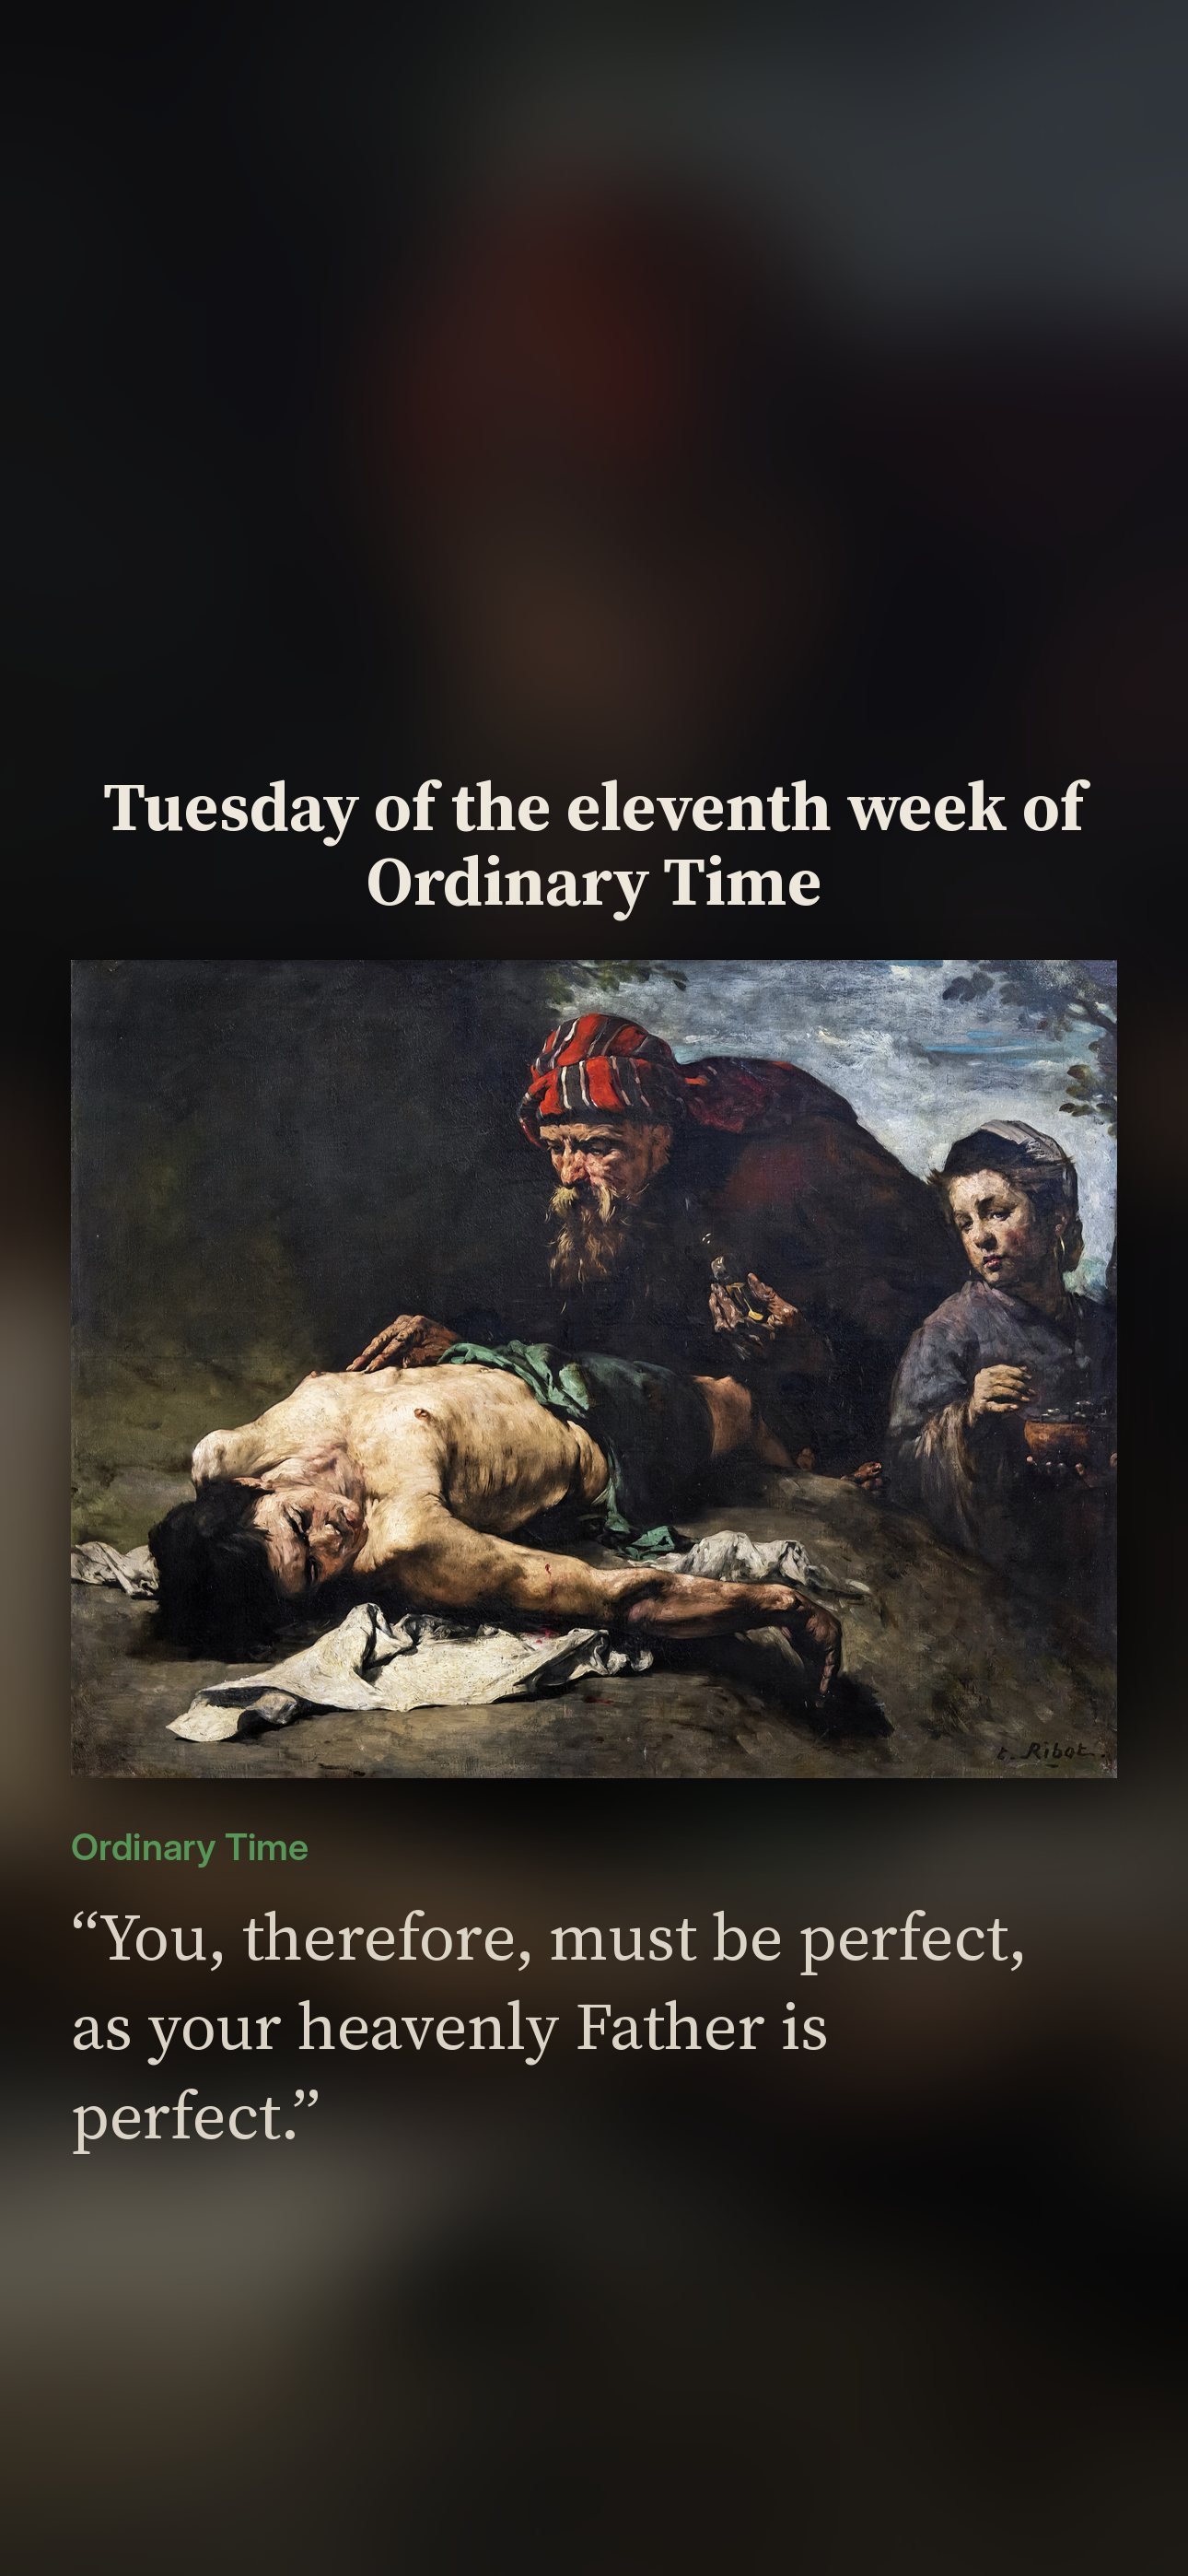 Tuesday of the eleventh week of
Ordinary Time
t. Ribot.
Ordinary Time
“You, therefore, must be perfect,
as your heavenly Father is
perfect.”